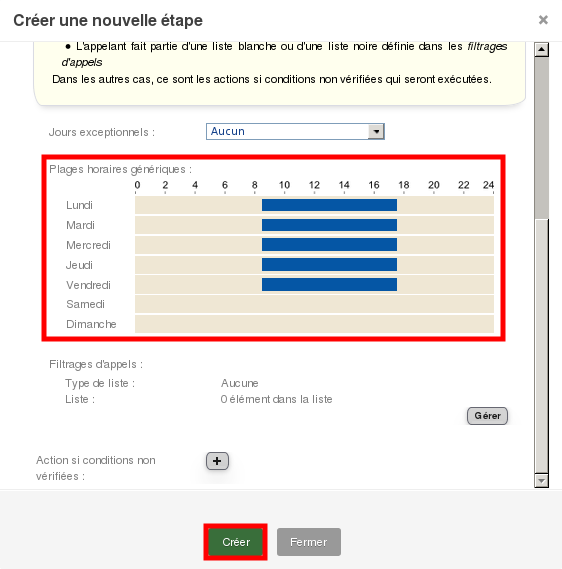 Créer une nouvelle étape
×
● L'appelant fait partie d'une liste blanche ou d'une liste noire définie dans les filtrages
d'appels
Dans les autres cas, ce sont les actions si conditions non vérifiées qui seront exécutées.
Jours exceptionnels : Aucun
Plages horaires génériques :
0 2 4 6 8 10 12 14 16 18 20 22 24
Lundi
Mardi
Mercredi
Jeudi
Vendredi
Samedi
Dimanche
Filtrages d'appels :
Type de liste : Aucune
Liste : 0 élément dans la liste
Gérer
Action si conditions non
vérifiées :
+
Créer Fermer